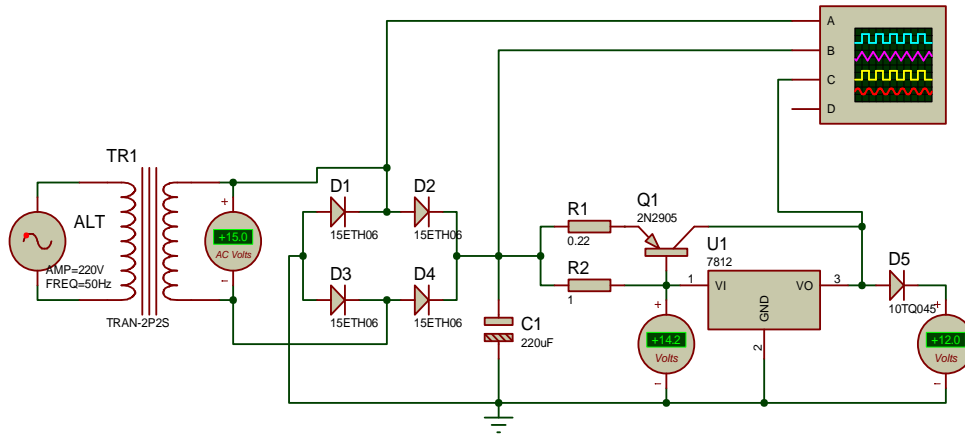 A
B
C
D
TR1
TRAN-2P2S
ALT
AMP=220V
FREQ=50Hz
+
+15.0
AC Volts
−
D1
15ETH06
D2
15ETH06
D3
15ETH06
D4
15ETH06
C1
220uF
R1
0.22
R2
1
Q1
2N2905
U1
7812
1
VI
VO
3
GND
2
+
+14.2
Volts
−
D5
10TQ045
+
+12.0
Volts
−